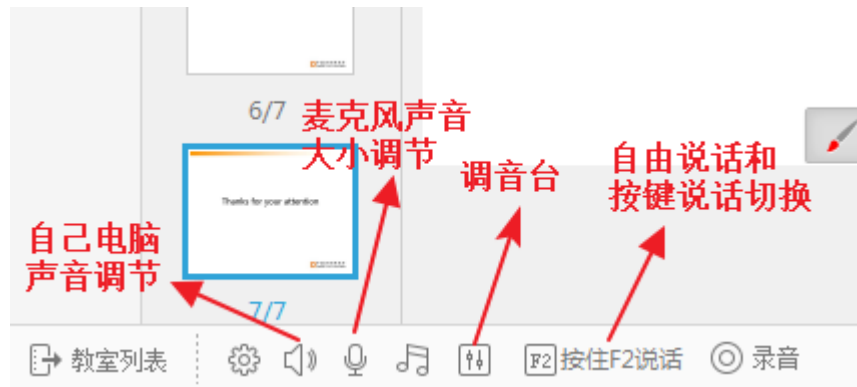 6/7
麦克风声音
大小调节
调音台
自由说话和
按键说话切换
Thanks for your attention
自己电脑
声音调节
7/7
教室列表
F2 按住F2说话
录音